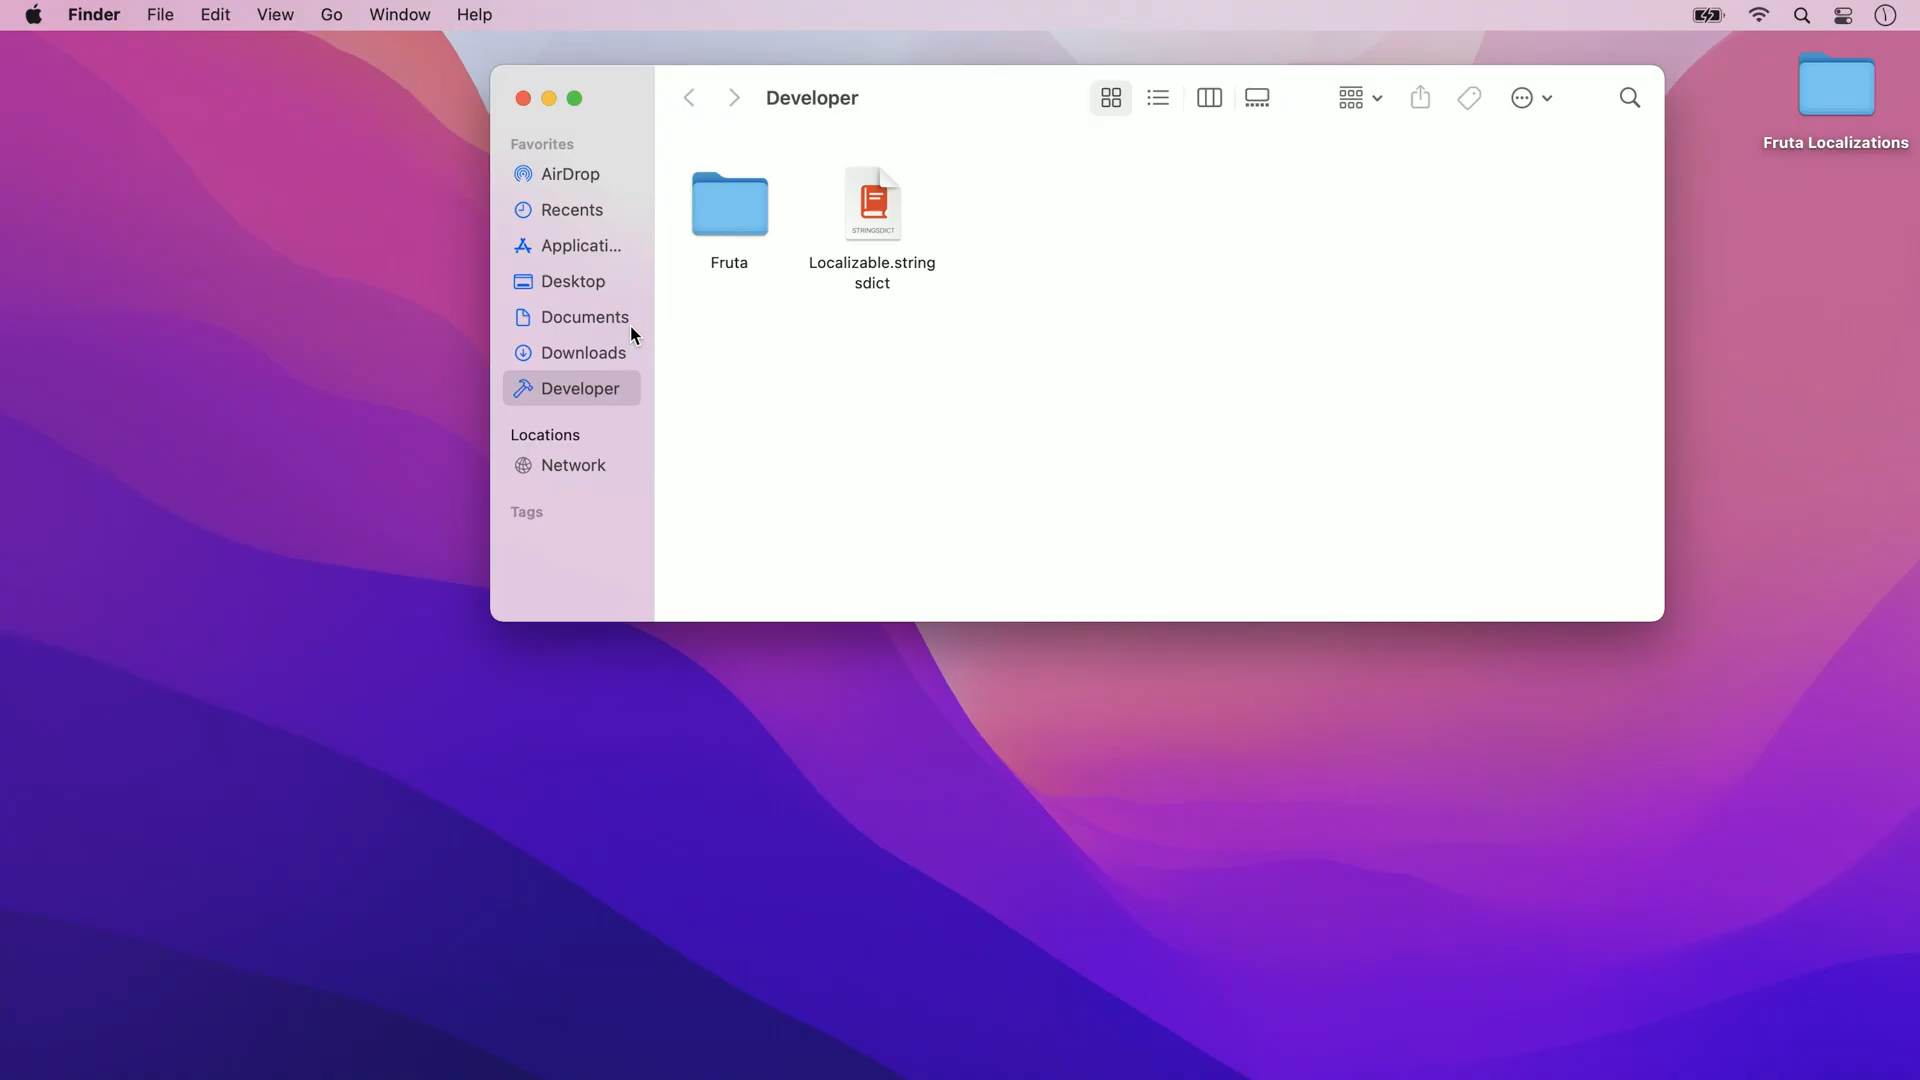 Finder File Edit View Go Window Help
Fruta Localizations
Developer
Favorites
AirDrop
Recents
Applicati...
Desktop
Documents
Downloads
Developer
Locations
Network
Tags
STRINGSDICT
Fruta
Localizable.string
sdict